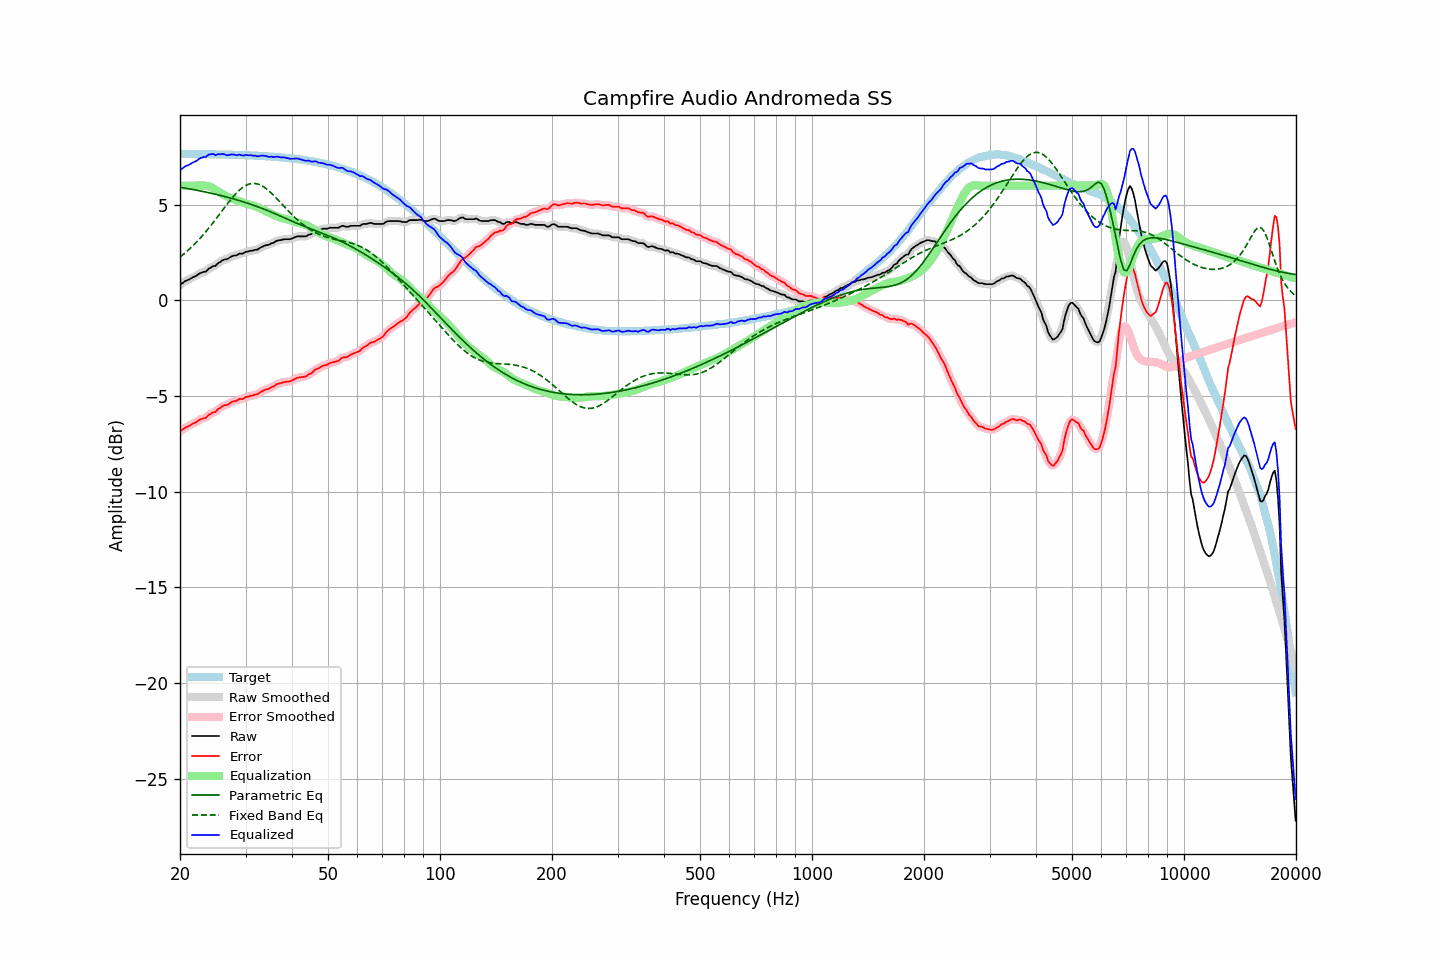 Campfire Audio Andromeda SS
Amplitude (dBr)
5
0
−5
−10
−15
−20
−25
Target
Raw Smoothed
Error Smoothed
Raw
Error
Equalization
Parametric Eq
Fixed Band Eq
Equalized
20 50 100 200 500 1000 2000 5000 10000 20000
Frequency (Hz)